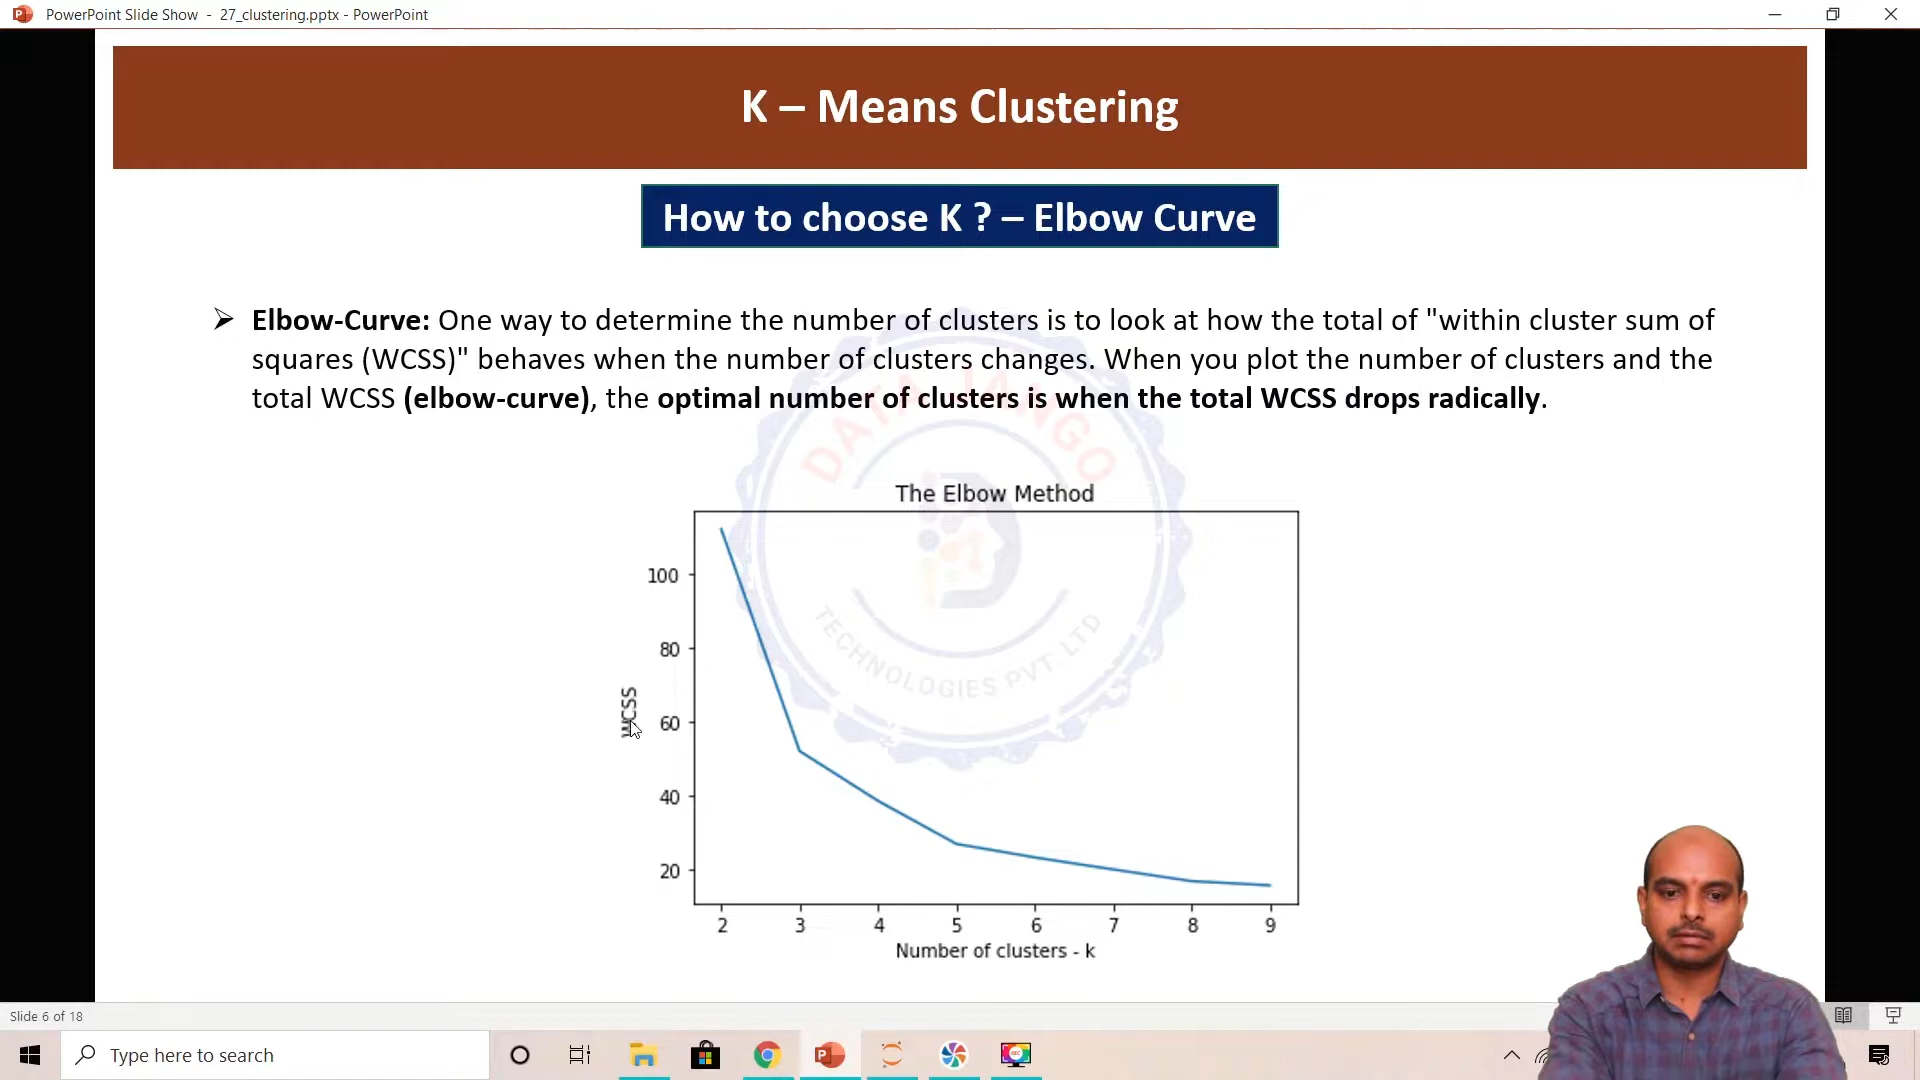 PowerPoint Slide Show - 27_clustering.pptx - PowerPoint
K – Means Clustering
How to choose K ? – Elbow Curve
➢ Elbow-Curve: One way to determine the number of clusters is to look at how the total of "within cluster sum of
squares (WCSS)" behaves when the number of clusters changes. When you plot the number of clusters and the
total WCSS (elbow-curve), the optimal number of clusters is when the total WCSS drops radically.
DATA JANGO
TECHNOLOGIES PVT LTD
The Elbow Method
100
80
60
40
20
WCSS
2 3 4 5 6 7 8 9
Number of clusters - k
Slide 6 of 18
Type here to search